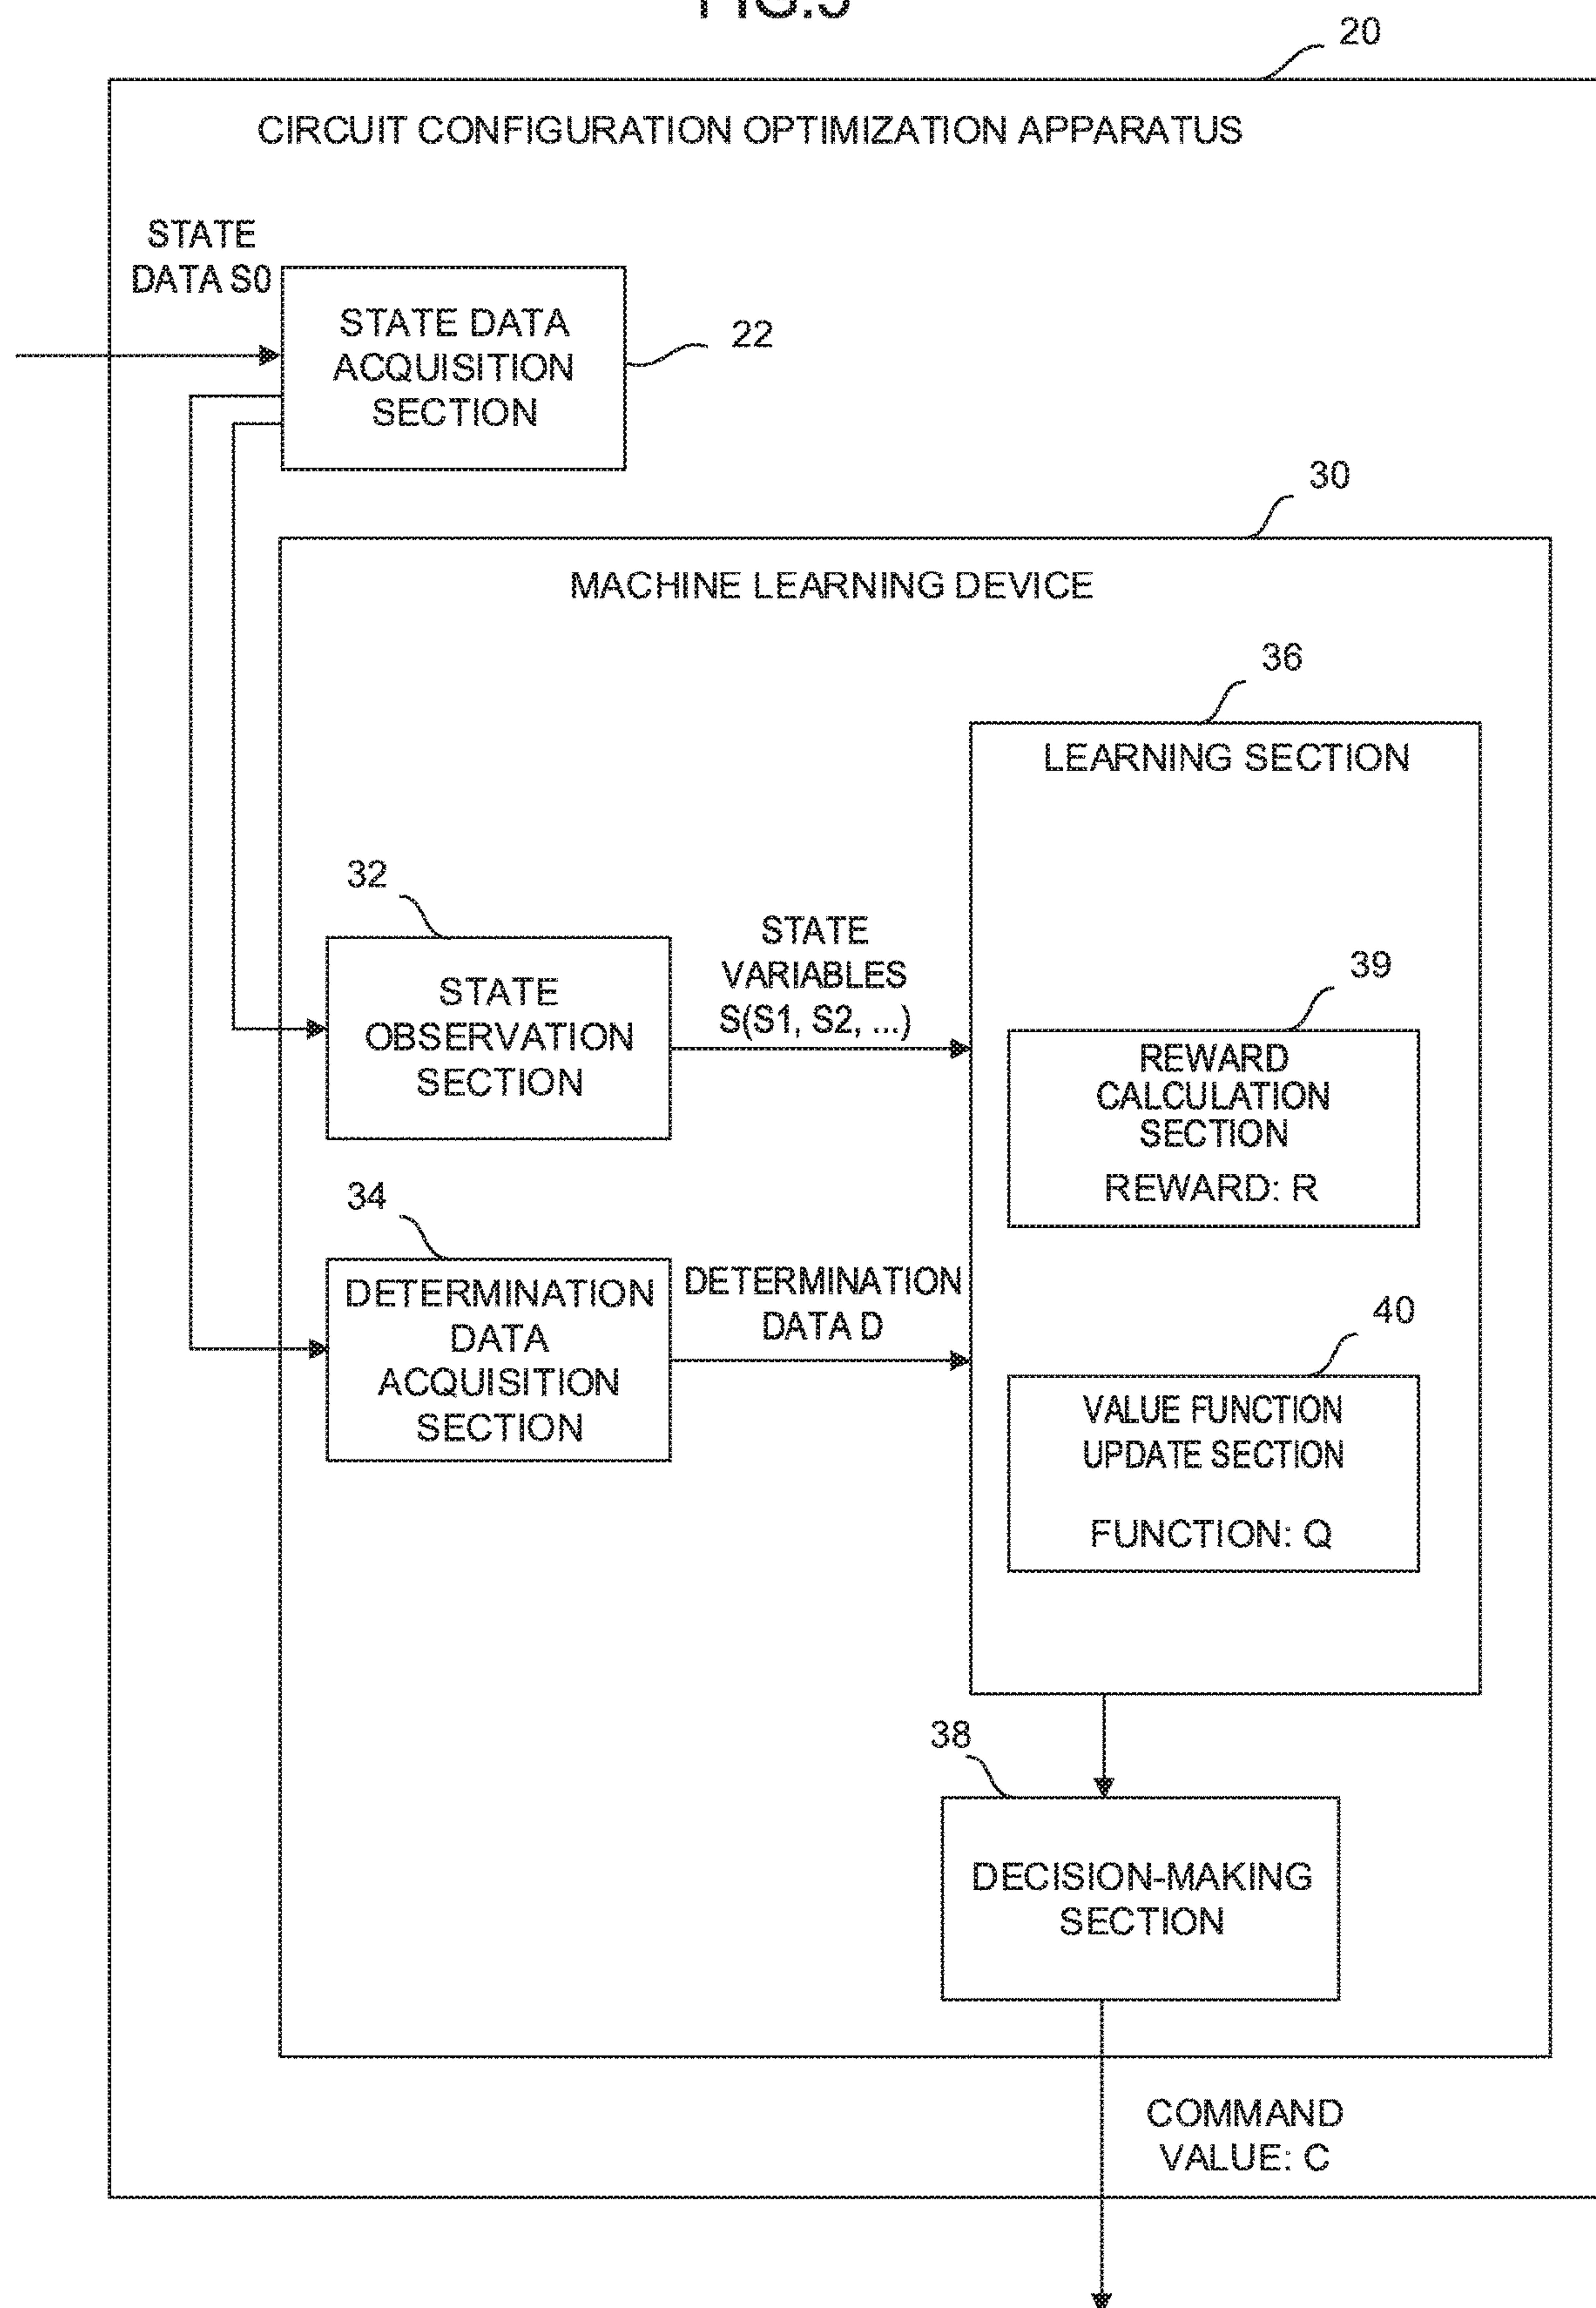 FIG.5
20
CIRCUIT CONFIGURATION OPTIMIZATION APPARATUS
STATE
DATA S0
STATE DATA
ACQUISITION
SECTION
22
30
MACHINE LEARNING DEVICE
36
LEARNING SECTION
32
STATE
OBSERVATION
SECTION
STATE
VARIABLES
S(S1, S2, ...)
39
REWARD
CALCULATION
SECTION
REWARD: R
34
DETERMINATION
DATA
ACQUISITION
SECTION
DETERMINATION
DATA D
40
VALUE FUNCTION
UPDATE SECTION
FUNCTION: Q
38
DECISION-MAKING
SECTION
COMMAND
VALUE: C